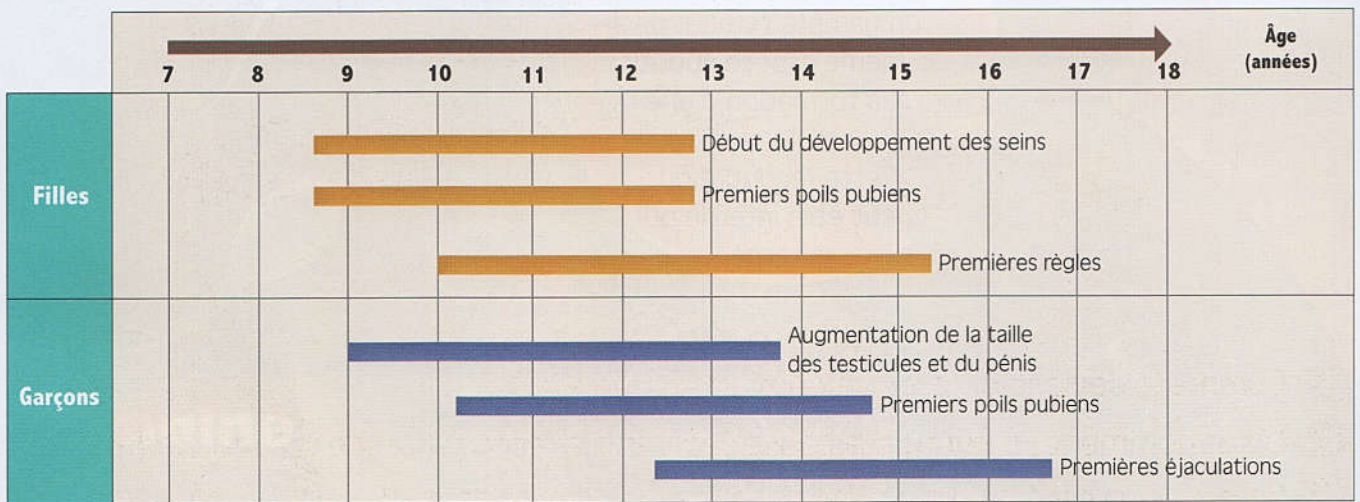 Âge
(années)
7 8 9 10 11 12 13 14 15 16 17 18
Filles
Début du développement des seins
Premiers poils pubiens
Premières règles
Garçons
Augmentation de la taille
des testicules et du pénis
Premiers poils pubiens
Premières éjaculations